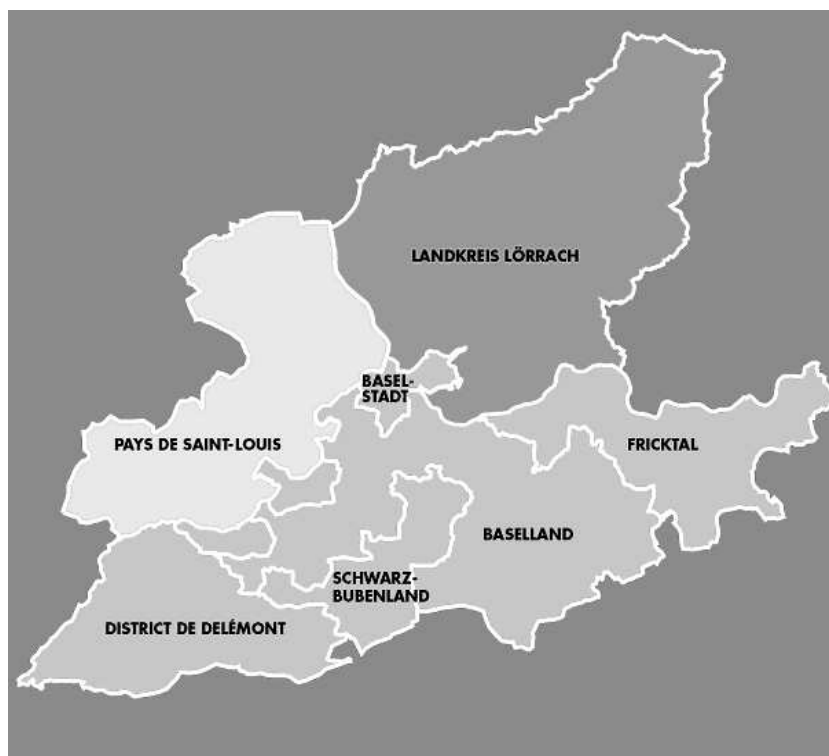 LANDKREIS LÖRRACH
BASEL-
STADT
PAYS DE SAINT-LOUIS
FRICKTAL
BASELLAND
SCHWARZ-
BUBENLAND
DISTRICT DE DELÉMONT